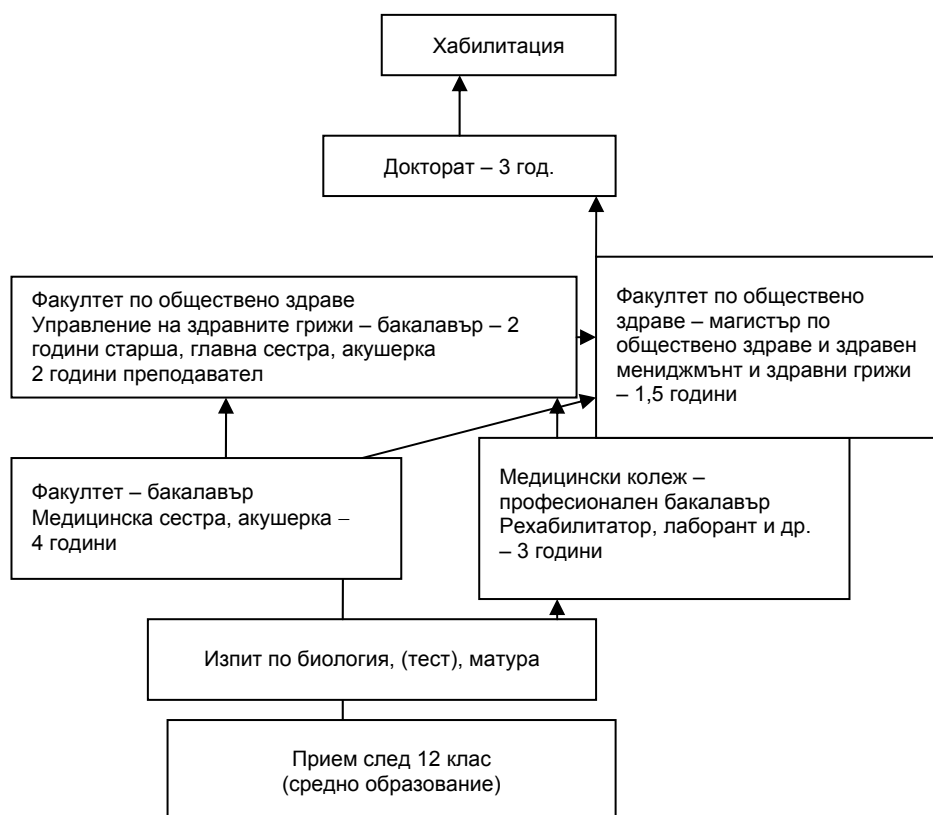 Хабилитация
Докторат – 3 год.
Факултет по обществено здраве
Управление на здравните грижи – бакалавър – 2
години старша, главна сестра, акушерка
2 години преподавател
Факултет по обществено
здраве – магистър по
обществено здраве и здравен
мениджмънт и здравни грижи
– 1,5 години
Факултет – бакалавър
Медицинска сестра, акушерка –
4 години
Медицински колеж –
професионален бакалавър
Рехабилитатор, лаборант и др.
– 3 години
Изпит по биология, (тест), матура
Прием след 12 клас
(средно образование)